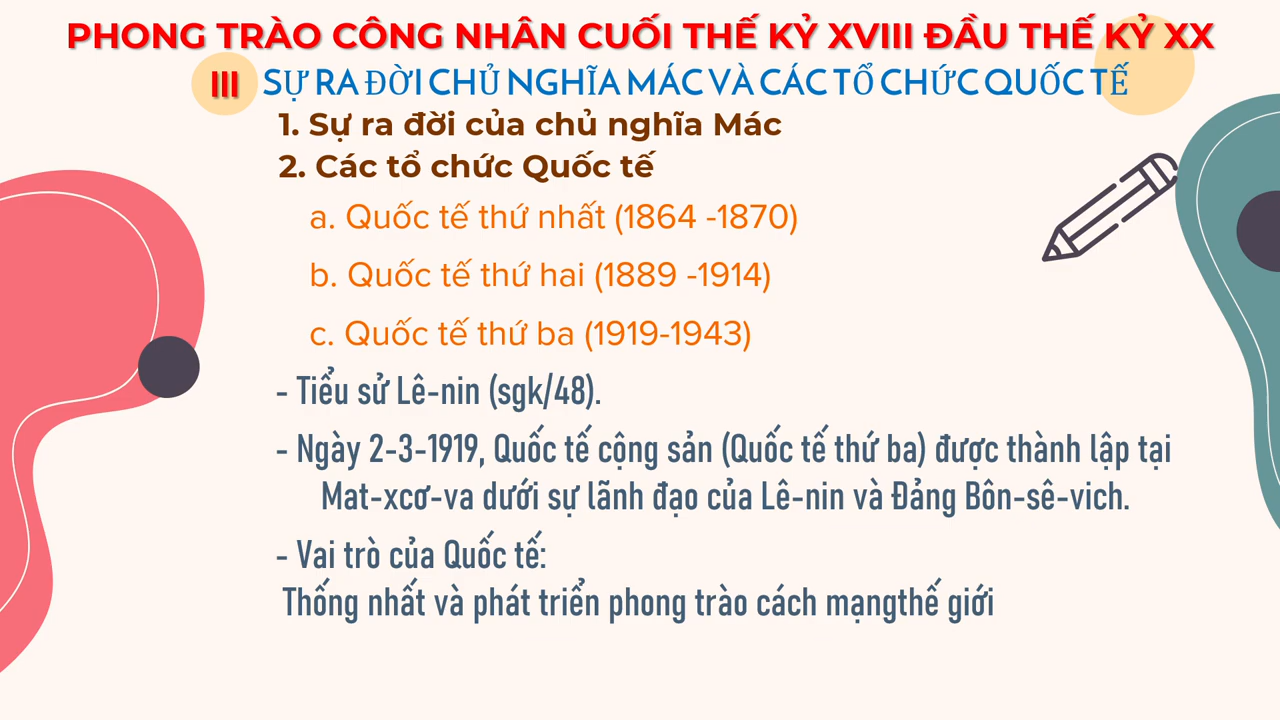 PHONG TRÀO CÔNG NHÂN CUỐI THẾ KỶ XVIII ĐẦU THẾ KỶ XX
III SỰ RA ĐỜI CHỦ NGHĨA MÁC VÀ CÁC TỔ CHỨC QUỐC TẾ
1. Sự ra đời của chủ nghĩa Mác
2. Các tổ chức Quốc tế
a. Quốc tế thứ nhất (1864 -1870)
b. Quốc tế thứ hai (1889 -1914)
c. Quốc tế thứ ba (1919-1943)
- Tiểu sử Lê-nin (sgk/48).
- Ngày 2-3-1919, Quốc tế cộng sản (Quốc tế thứ ba) được thành lập tại
Mat-xcơ-va dưới sự lãnh đạo của Lê-nin và Đảng Bôn-sê-vich.
- Vai trò của Quốc tế:
Thống nhất và phát triển phong trào cách mạngthế giới